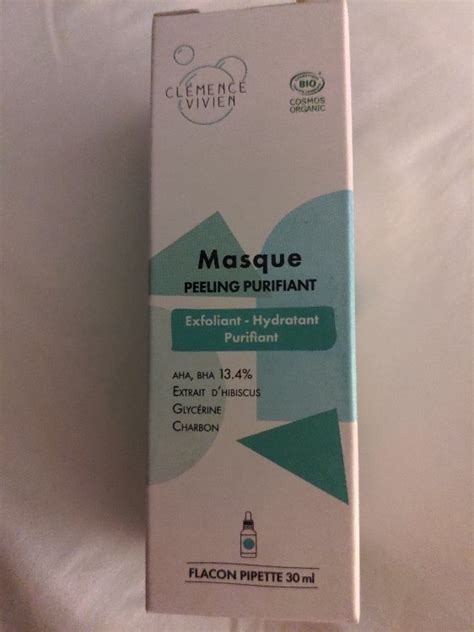 CLÉMENCE
& VIVIEN
BIO
COSMOS
ORGANIC
Masque
PEELING PURIFIANT
Exfoliant - Hydratant
Purifiant
AHA, BHA 13.4%
EXTRAIT D'HIBISCUS
GLYCÉRINE
CHARBON
FLACON PIPETTE 30 ml